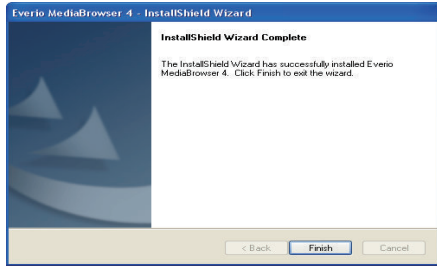 Everio MediaBrowser 4 - InstallShield Wizard
InstallShield Wizard Complete
The InstallShield Wizard has successfully installed Everio
MediaBrowser 4. Click Finish to exit the wizard.
< Back Finish Cancel